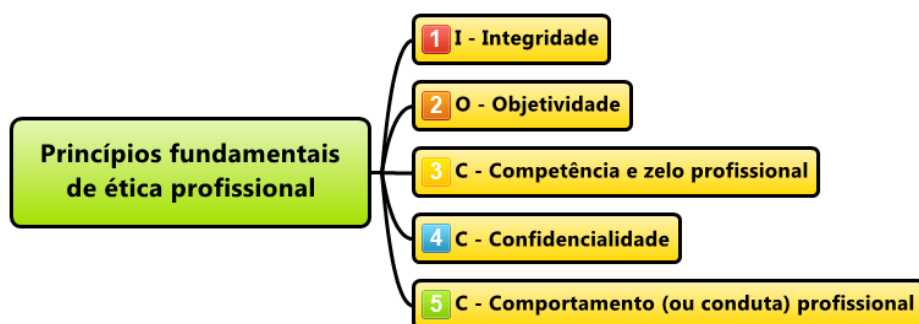 Princípios fundamentais
de ética profissional
1 I - Integridade
2 O - Objetividade
3 C - Competência e zelo profissional
4 C - Confidencialidade
5 C - Comportamento (ou conduta) profissional